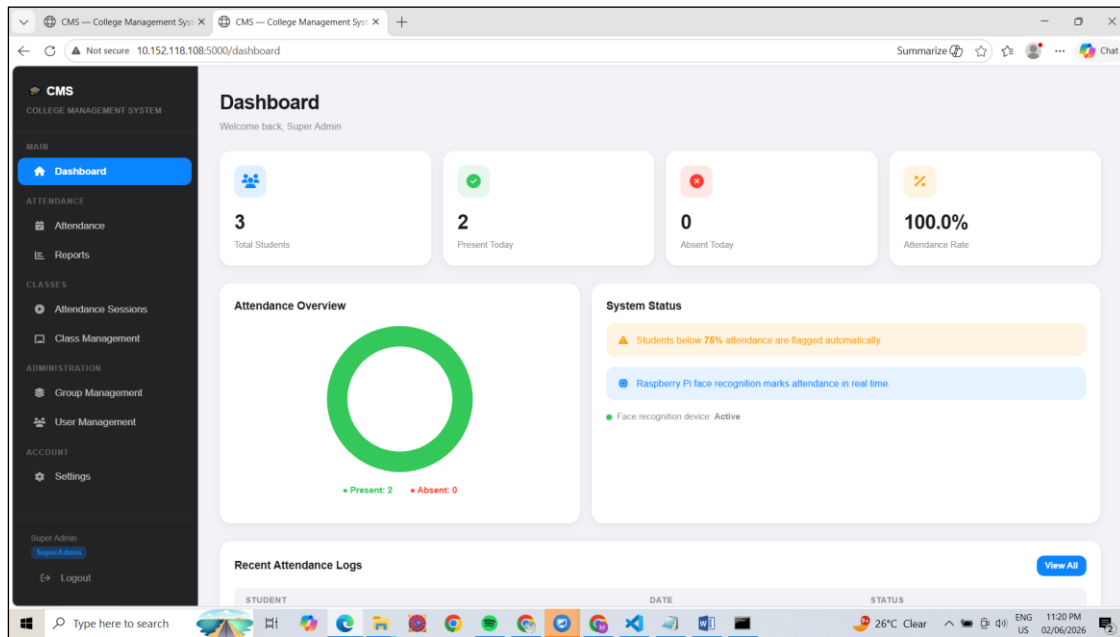 CMS — College Management Syst
CMS — College Management Syst
Not secure 10.152.118.108:5000/dashboard
Summarize
Chat
CMS
COLLEGE MANAGEMENT SYSTEM
MAIN
Dashboard
ATTENDANCE
Attendance
Reports
CLASSES
Attendance Sessions
Class Management
ADMINISTRATION
Group Management
User Management
ACCOUNT
Settings
Super Admin
SuperAdmin
Logout
Dashboard
Welcome back, Super Admin
3
Total Students
2
Present Today
0
Absent Today
100.0%
Attendance Rate
Attendance Overview
Present: 2 Absent: 0
System Status
Students below 75% attendance are flagged automatically.
Raspberry Pi face recognition marks attendance in real time.
Face recognition device: Active
Recent Attendance Logs
View All
STUDENT DATE STATUS
Type here to search
26°C Clear
ENG
US
11:20 PM
02/06/2026
2